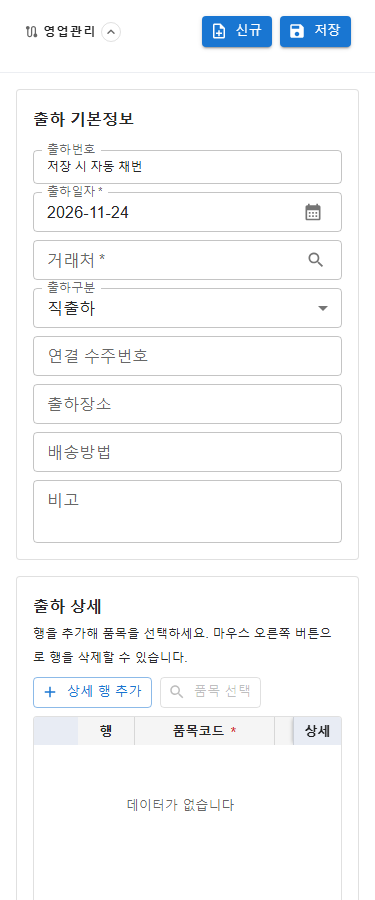 영업관리
신규
저장
출하 기본정보
출하번호
저장 시 자동 채번
출하일자 *
2026-11-24
거래처 *
출하구분
직출하
연결 수주번호
출하장소
배송방법
비고
출하 상세
행을 추가해 품목을 선택하세요. 마우스 오른쪽 버튼으
로 행을 삭제할 수 있습니다.
상세 행 추가
품목 선택
행 품목코드 * 상세
데이터가 없습니다